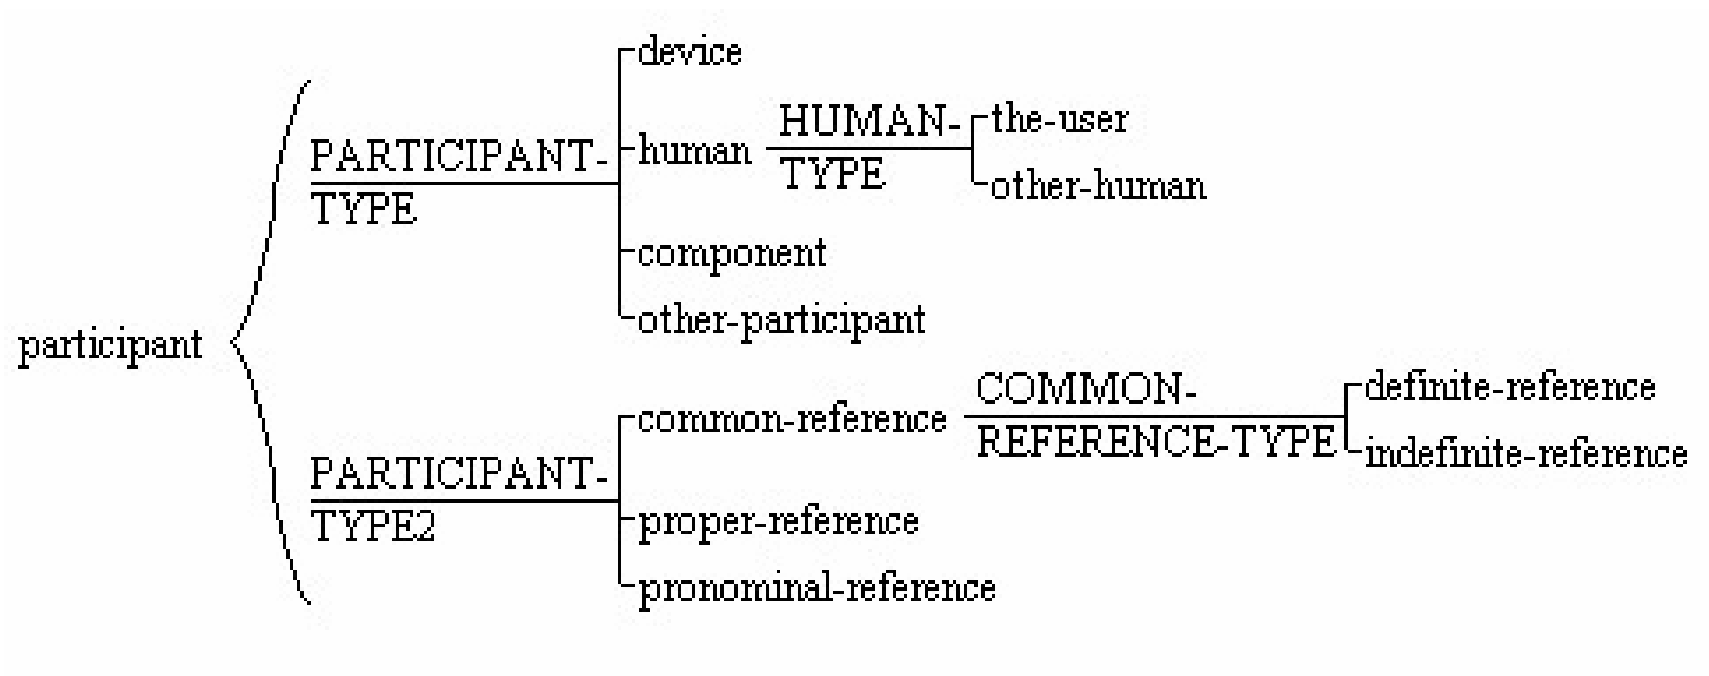 device
HUMAN-
the-user
PARTICIPANT-
human
TYPE
other-human
TYPE
component
other-participant
participant
COMMON-
definite-reference
common-reference
REFERENCE-TYPE
indefinite-reference
PARTICIPANT-
TYPE2
proper-reference
pronominal-reference